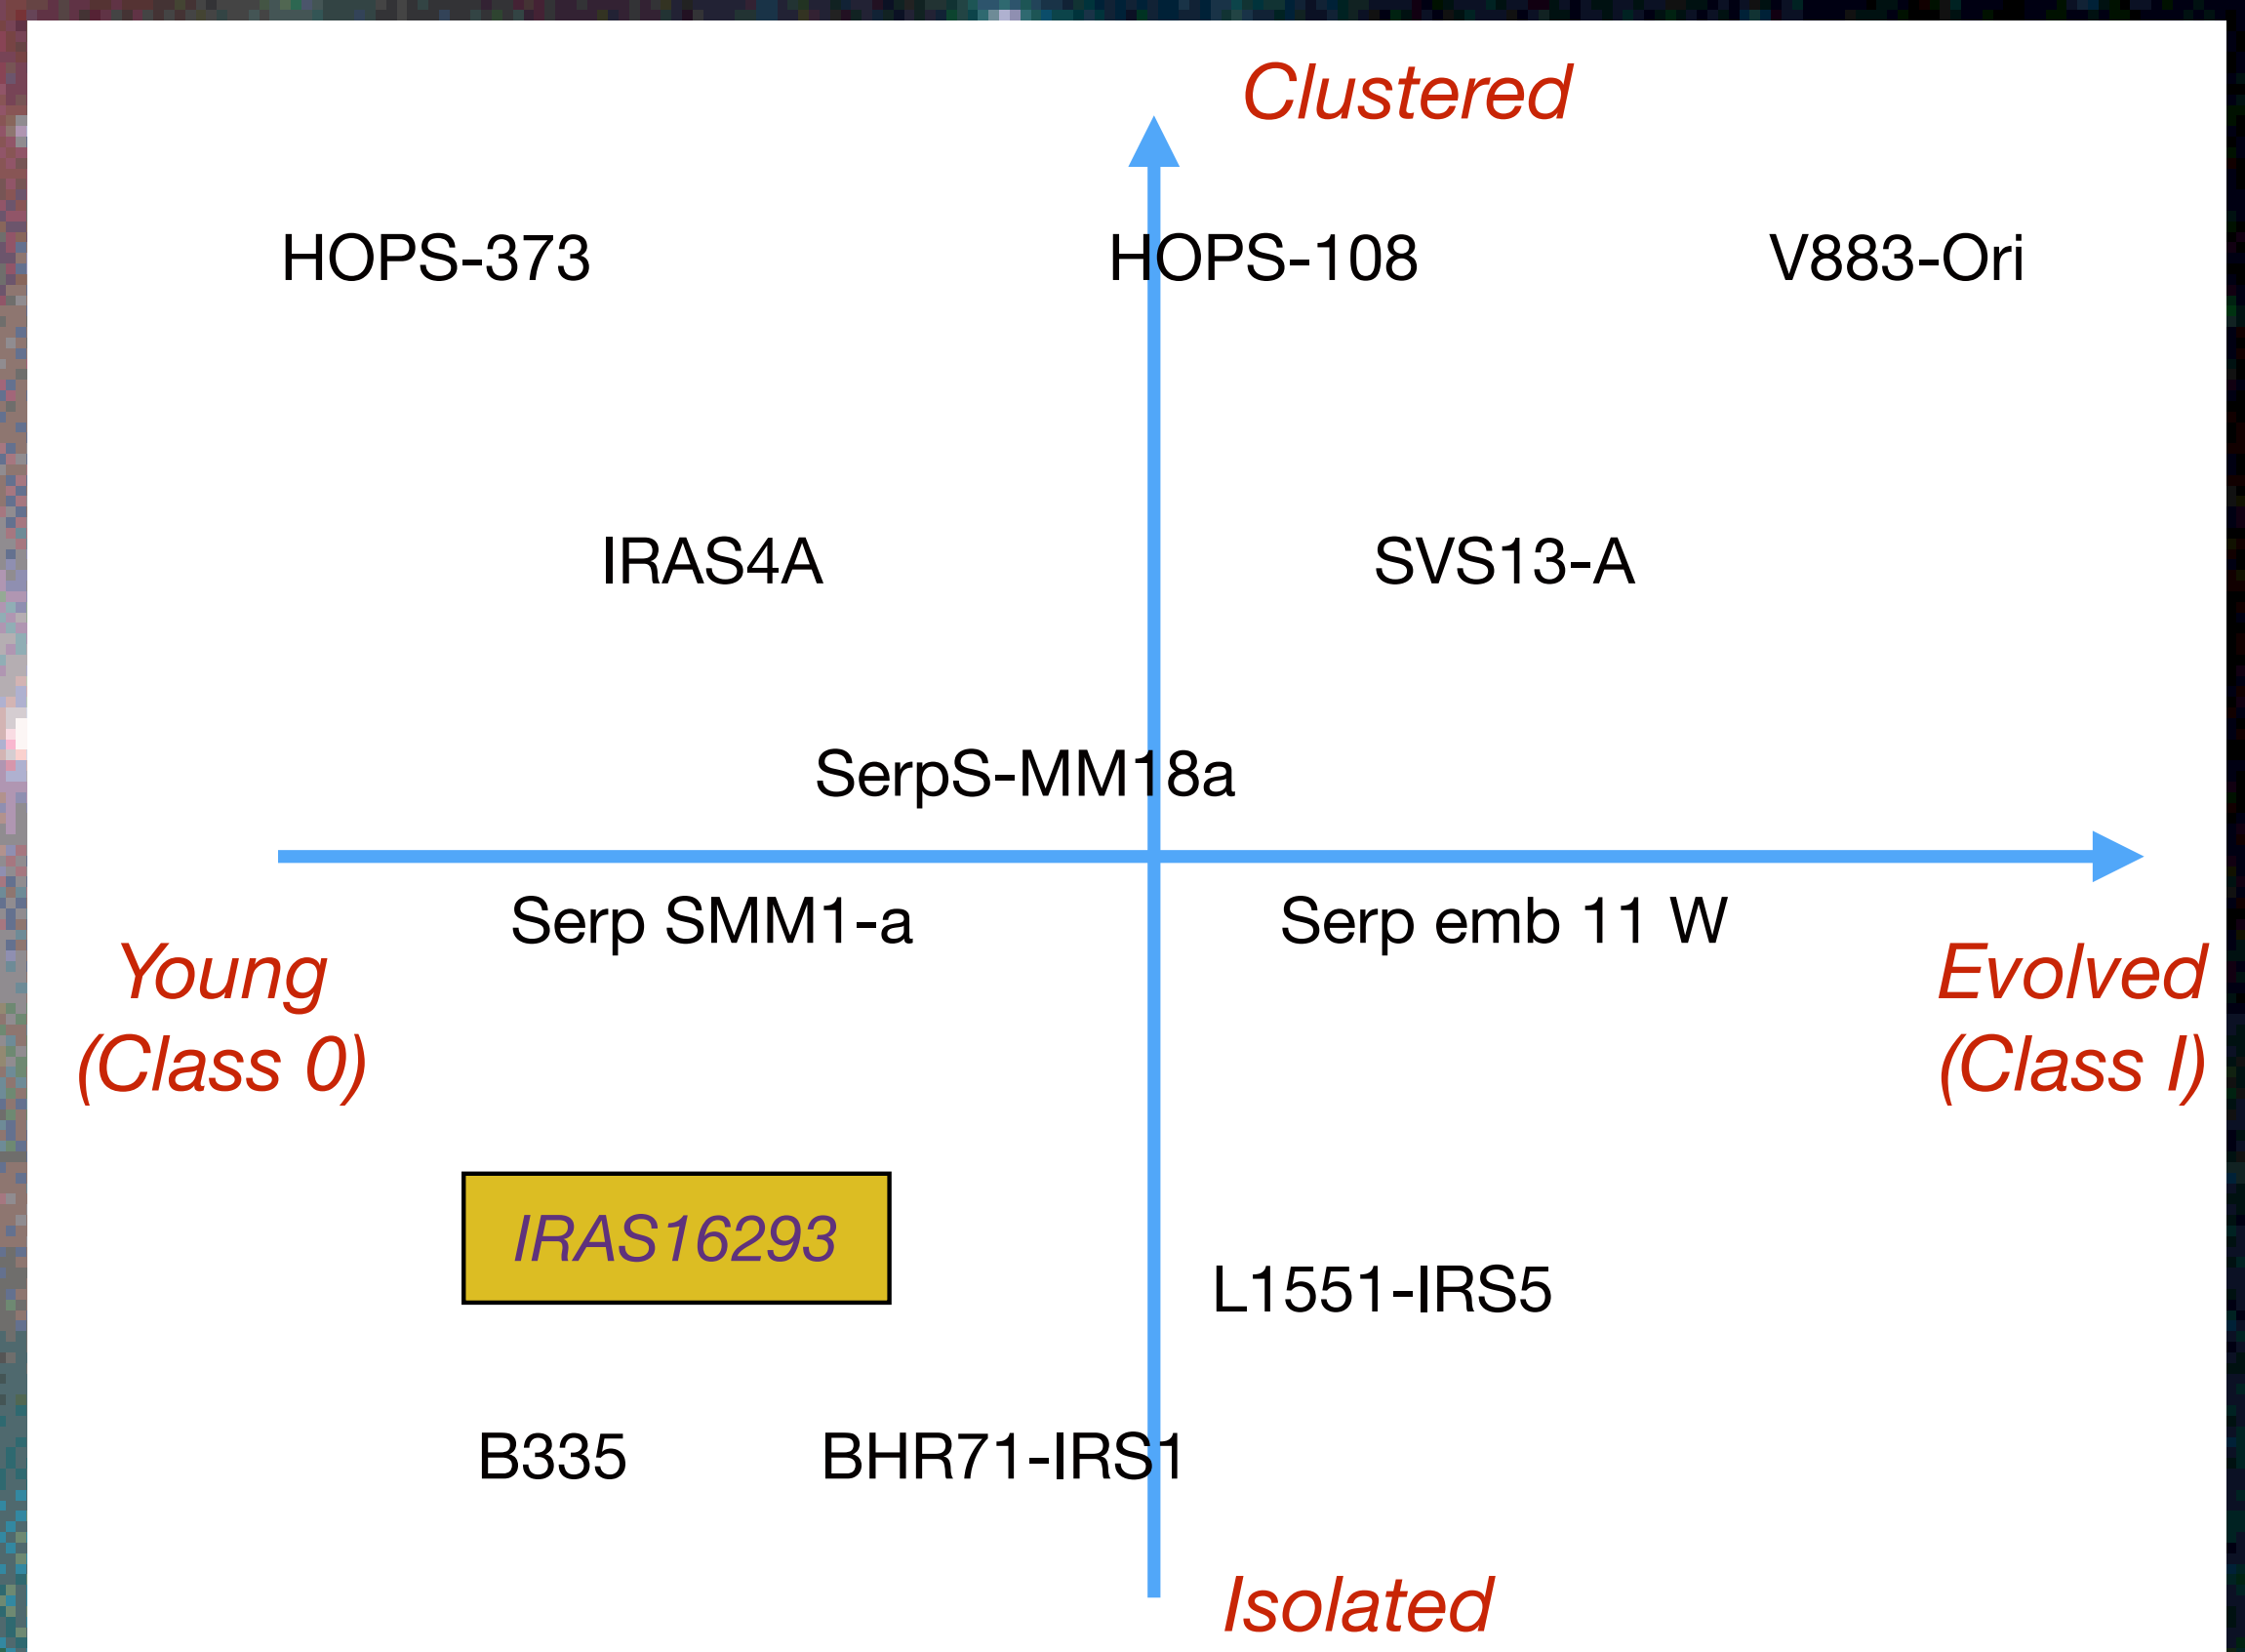 Clustered
HOPS-373
HOPS-108
V883-Ori
IRAS4A
SVS13-A
SerpS-MM18a
Serp SMM1-a
Serp emb 11 W
Young
(Class 0)
Evolved
(Class I)
IRAS16293
L1551-IRS5
B335
BHR71-IRS1
Isolated